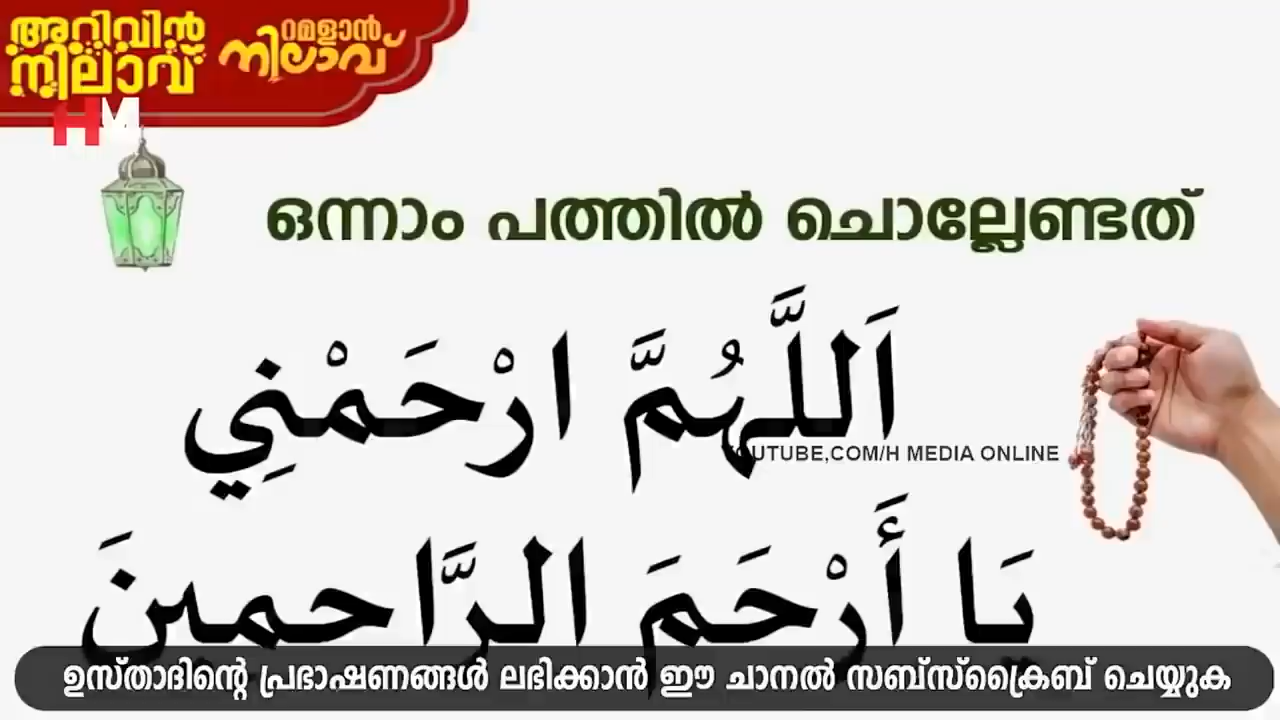 അറിവിൻ
നിലാവ്
റമളാൻ
നിലാവ്
HM
ഒന്നാം പത്തിൽ ചൊല്ലേണ്ടത്
اَللَّهُمَّ ارْحَمْنِي
YOUTUBE,COM/H MEDIA ONLINE
يَا أَرْحَمَ الرَّاحِمِينَ
ഉസ്താദിന്റെ പ്രഭാഷണങ്ങൾ ലഭിക്കാൻ ഈ ചാനൽ സബ്സ്ക്രൈബ് ചെയ്യുക